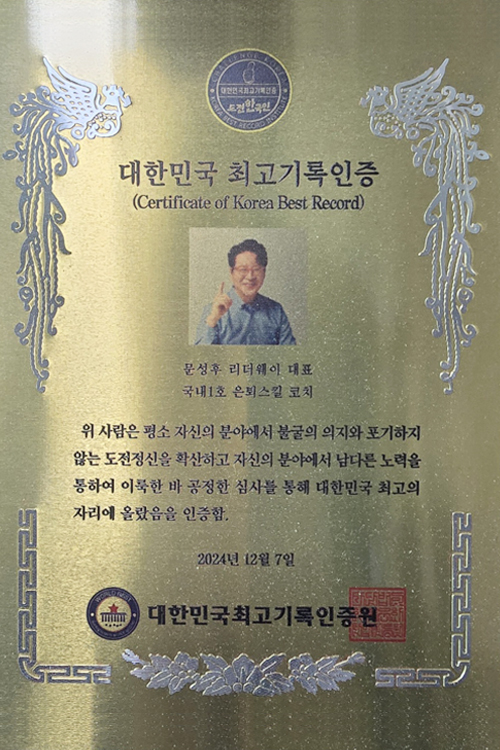 CHALLENGE KOREA
대한민국최고기록인증
도전한국인
KOREA BEST RECORD
대한민국 최고기록인증
(Certificate of Korea Best Record)
문성후 리더웨이 대표
국내1호 은퇴스킬 코치
위 사람은 평소 자신의 분야에서 불굴의 의지와 포기하지
않는 도전정신을 확산하고 자신의 분야에서 남다른 노력을
통하여 이룩한 바 공정한 심사를 통해 대한민국 최고의
자리에 올랐음을 인증함.
2024년 12월 7일
대한민국최고기록인증원